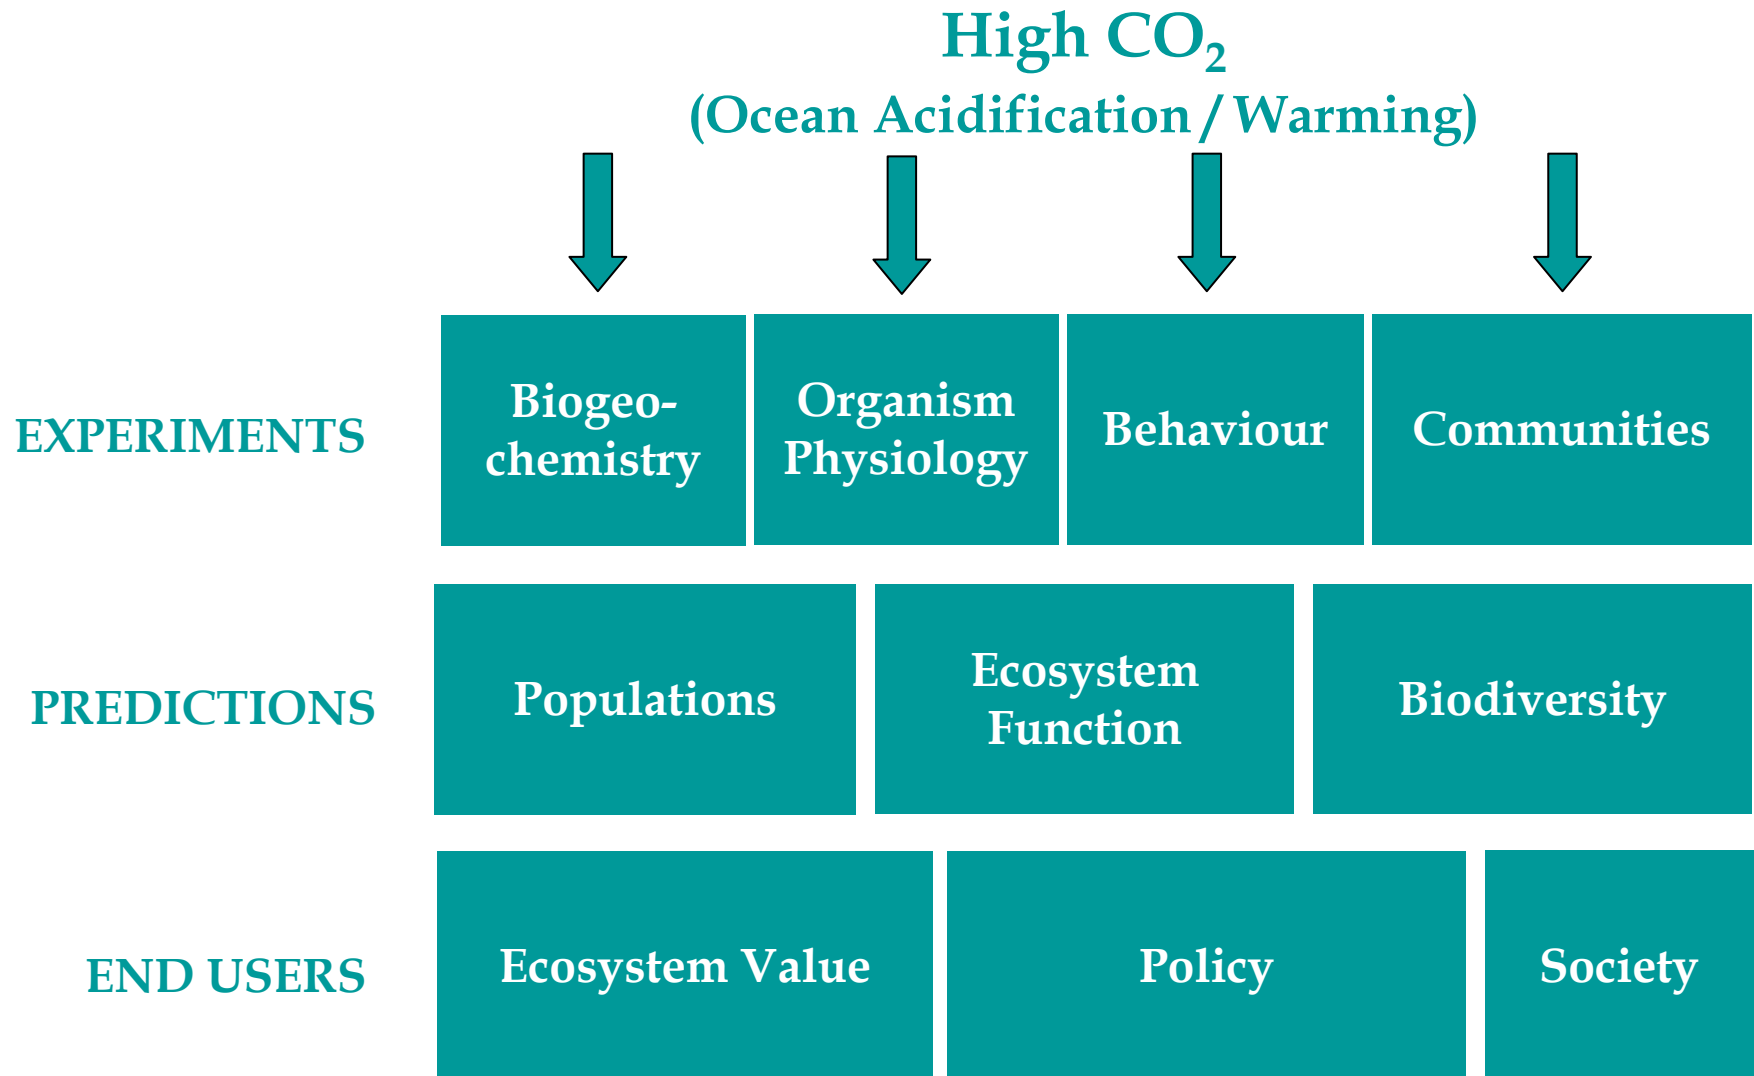 High CO₂
(Ocean Acidification / Warming)
EXPERIMENTS
Biogeo-
chemistry
Organism
Physiology
Behaviour
Communities
PREDICTIONS
Populations
Ecosystem
Function
Biodiversity
END USERS
Ecosystem Value
Policy
Society